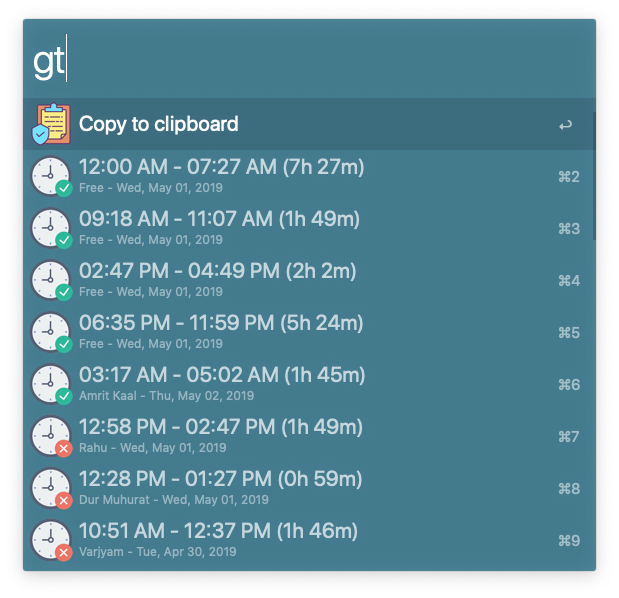 gt
Copy to clipboard ↩
12:00 AM - 07:27 AM (7h 27m)
Free - Wed, May 01, 2019 ⌘2
09:18 AM - 11:07 AM (1h 49m)
Free - Wed, May 01, 2019 ⌘3
02:47 PM - 04:49 PM (2h 2m)
Free - Wed, May 01, 2019 ⌘4
06:35 PM - 11:59 PM (5h 24m)
Free - Wed, May 01, 2019 ⌘5
03:17 AM - 05:02 AM (1h 45m)
Amrit Kaal - Thu, May 02, 2019 ⌘6
12:58 PM - 02:47 PM (1h 49m)
Rahu - Wed, May 01, 2019 ⌘7
12:28 PM - 01:27 PM (0h 59m)
Dur Muhurat - Wed, May 01, 2019 ⌘8
10:51 AM - 12:37 PM (1h 46m)
Varjyam - Tue, Apr 30, 2019 ⌘9